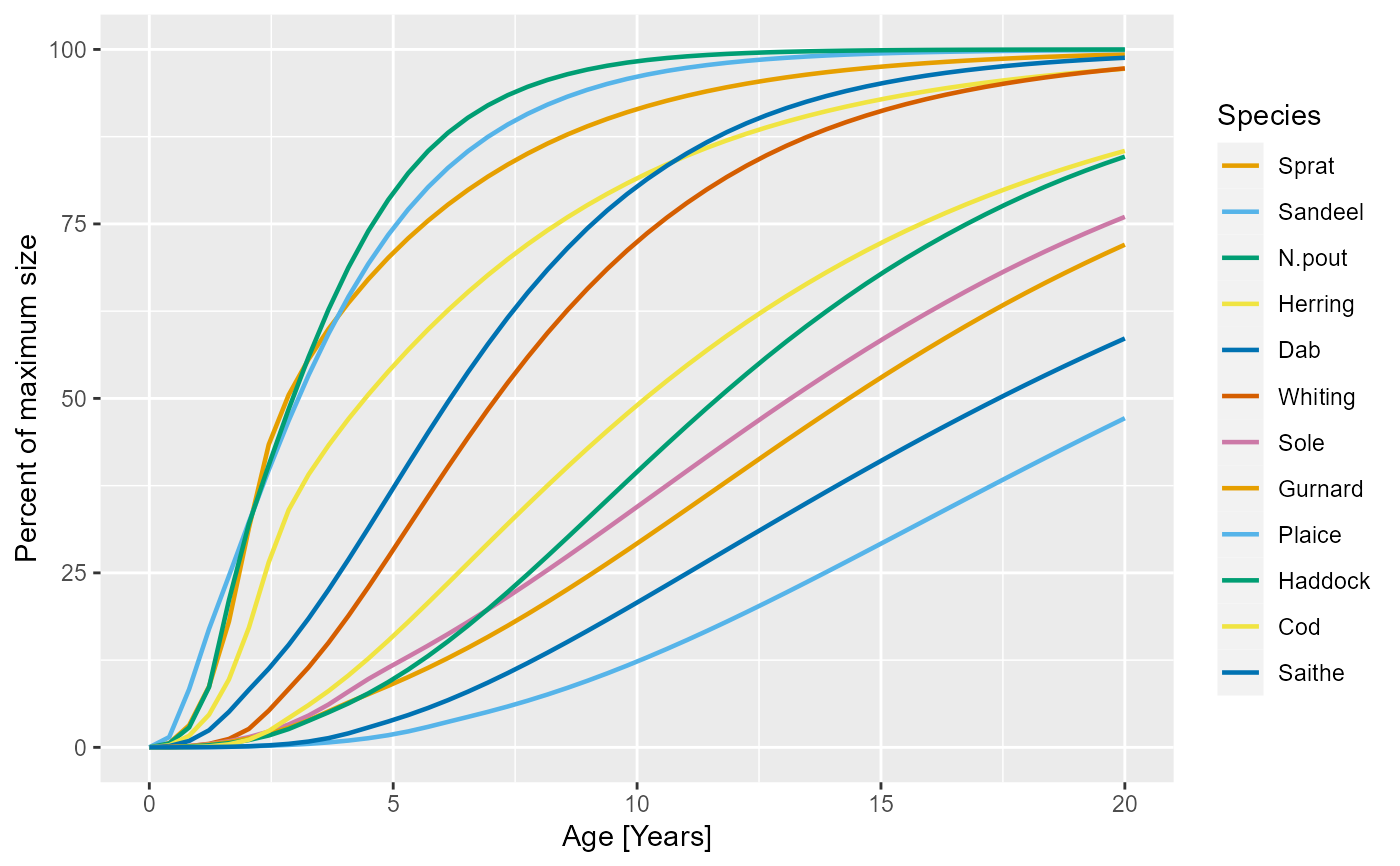 100
75
50
25
0
Percent of maximum size
0 5 10 15 20
Age [Years]
Species
Sprat
Sandeel
N.pout
Herring
Dab
Whiting
Sole
Gurnard
Plaice
Haddock
Cod
Saithe